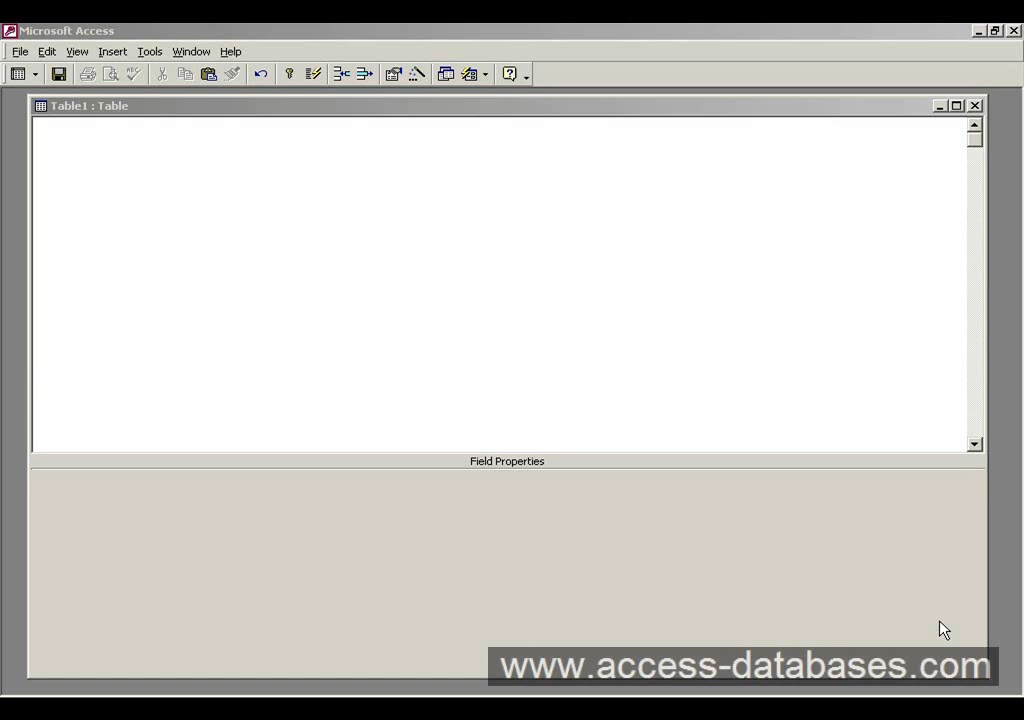 Microsoft Access
File Edit View Insert Tools Window Help
Table1 : Table
Field Properties
www.access-databases.com